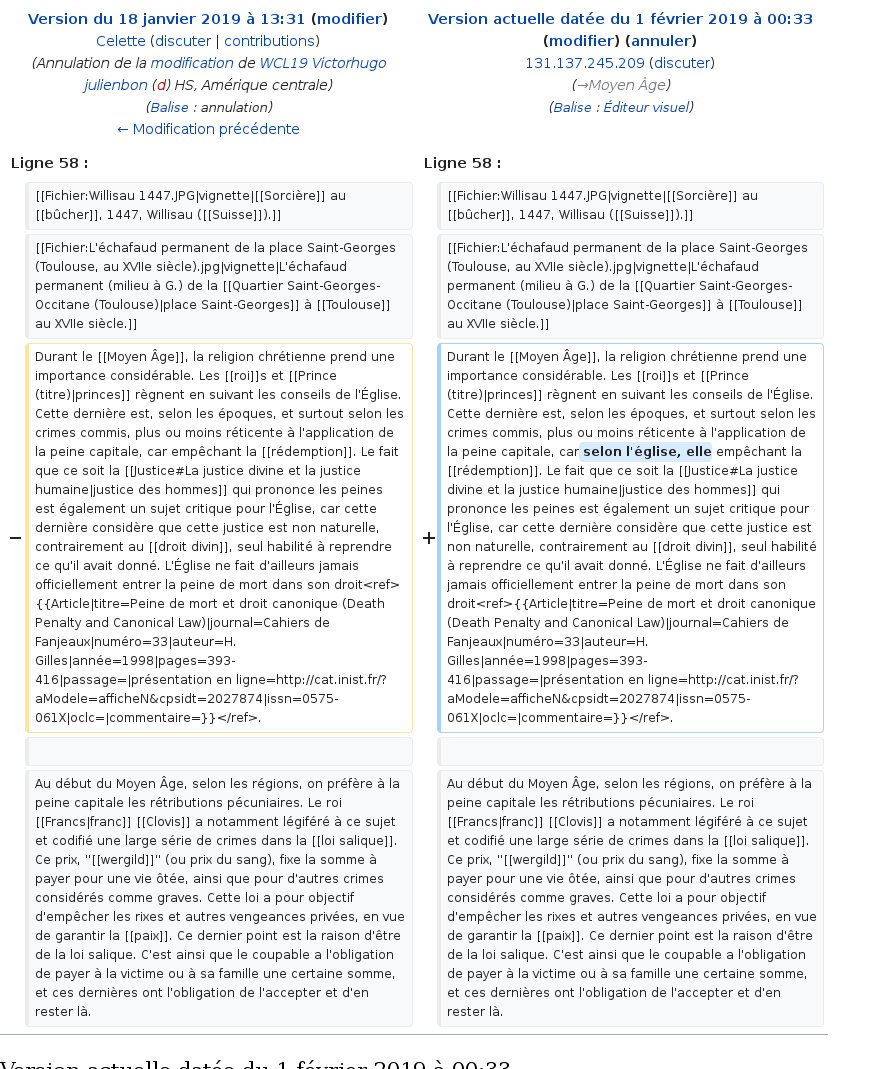 Version du 18 janvier 2019 à 13:31 (modifier)
Celette (discuter | contributions)
(Annulation de la modification de WCL19 Victorhugo
julienbon (d) HS, Amérique centrale)
(Balise : annulation)
← Modification précédente
Version actuelle datée du 1 février 2019 à 00:33
(modifier) (annuler)
131.137.245.209 (discuter)
(→Moyen Âge)
(Balise : Éditeur visuel)
Ligne 58 :
Ligne 58 :
[[Fichier:Willisau 1447.JPG|vignette|[[Sorcière]] au
[[bûcher]], 1447, Willisau ([[Suisse]]).]]
[[Fichier:Willisau 1447.JPG|vignette|[[Sorcière]] au
[[bûcher]], 1447, Willisau ([[Suisse]]).]]
[[Fichier:L'échafaud permanent de la place Saint-Georges
(Toulouse, au XVIIe siècle).jpg|vignette|L'échafaud
permanent (milieu à G.) de la [[Quartier Saint-Georges-
Occitane (Toulouse)|place Saint-Georges]] à [[Toulouse]]
au XVIIe siècle.]]
[[Fichier:L'échafaud permanent de la place Saint-Georges
(Toulouse, au XVIIe siècle).jpg|vignette|L'échafaud
permanent (milieu à G.) de la [[Quartier Saint-Georges-
Occitane (Toulouse)|place Saint-Georges]] à [[Toulouse]]
au XVIIe siècle.]]
−
Durant le [[Moyen Âge]], la religion chrétienne prend une
importance considérable. Les [[roi]]s et [[Prince
(titre)|princes]] règnent en suivant les conseils de l'Église.
Cette dernière est, selon les époques, et surtout selon les
crimes commis, plus ou moins réticente à l'application de
la peine capitale, car empêchant la [[rédemption]]. Le fait
que ce soit la [[Justice#La justice divine et la justice
humaine|justice des hommes]] qui prononce les peines
est également un sujet critique pour l'Église, car cette
dernière considère que cette justice est non naturelle,
contrairement au [[droit divin]], seul habilité à reprendre
ce qu'il avait donné. L'Église ne fait d'ailleurs jamais
officiellement entrer la peine de mort dans son droit<ref>
{{Article|titre=Peine de mort et droit canonique (Death
Penalty and Canonical Law)|journal=Cahiers de
Fanjeaux|numéro=33|auteur=H.
Gilles|année=1998|pages=393-
416|passage=|présentation en ligne=http://cat.inist.fr/?
aModele=afficheN&cpsidt=2027874|issn=0575-
061X|oclc=|commentaire=}}</ref>.
+
Durant le [[Moyen Âge]], la religion chrétienne prend une
importance considérable. Les [[roi]]s et [[Prince
(titre)|princes]] règnent en suivant les conseils de l'Église.
Cette dernière est, selon les époques, et surtout selon les
crimes commis, plus ou moins réticente à l'application de
la peine capitale, car selon l'église, elle empêchant la
[[rédemption]]. Le fait que ce soit la [[Justice#La justice
divine et la justice humaine|justice des hommes]] qui
prononce les peines est également un sujet critique pour
l'Église, car cette dernière considère que cette justice est
non naturelle, contrairement au [[droit divin]], seul habilité
à reprendre ce qu'il avait donné. L'Église ne fait d'ailleurs
jamais officiellement entrer la peine de mort dans son
droit<ref>{{Article|titre=Peine de mort et droit canonique
(Death Penalty and Canonical Law)|journal=Cahiers de
Fanjeaux|numéro=33|auteur=H.
Gilles|année=1998|pages=393-
416|passage=|présentation en ligne=http://cat.inist.fr/?
aModele=afficheN&cpsidt=2027874|issn=0575-
061X|oclc=|commentaire=}}</ref>.
Au début du Moyen Âge, selon les régions, on préfère à la
peine capitale les rétributions pécuniaires. Le roi
[[Francs|franc]] [[Clovis]] a notamment légiféré à ce sujet
et codifié une large série de crimes dans la [[loi salique]].
Ce prix, ''[[wergild]]'' (ou prix du sang), fixe la somme à
payer pour une vie ôtée, ainsi que pour d'autres crimes
considérés comme graves. Cette loi a pour objectif
d'empêcher les rixes et autres vengeances privées, en vue
de garantir la [[paix]]. Ce dernier point est la raison d'être
de la loi salique. C'est ainsi que le coupable a l'obligation
de payer à la victime ou à sa famille une certaine somme,
et ces dernières ont l'obligation de l'accepter et d'en
rester là.
Au début du Moyen Âge, selon les régions, on préfère à la
peine capitale les rétributions pécuniaires. Le roi
[[Francs|franc]] [[Clovis]] a notamment légiféré à ce sujet
et codifié une large série de crimes dans la [[loi salique]].
Ce prix, ''[[wergild]]'' (ou prix du sang), fixe la somme à
payer pour une vie ôtée, ainsi que pour d'autres crimes
considérés comme graves. Cette loi a pour objectif
d'empêcher les rixes et autres vengeances privées, en vue
de garantir la [[paix]]. Ce dernier point est la raison d'être
de la loi salique. C'est ainsi que le coupable a l'obligation
de payer à la victime ou à sa famille une certaine somme,
et ces dernières ont l'obligation de l'accepter et d'en
rester là.
Version actuelle datée du 1 février 2019 à 00:33